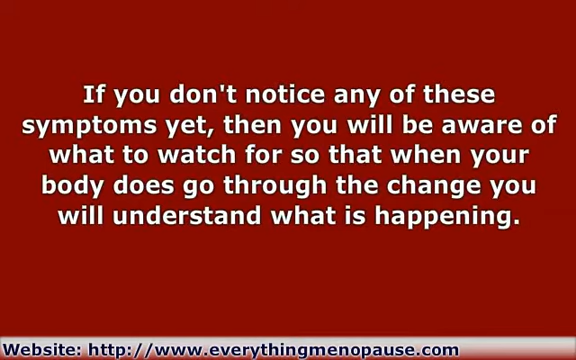 If you don't notice any of these
symptoms yet, then you will be aware of
what to watch for so that when your
body does go through the change you
will understand what is happening.
Website: http://www.everythingmenopause.com